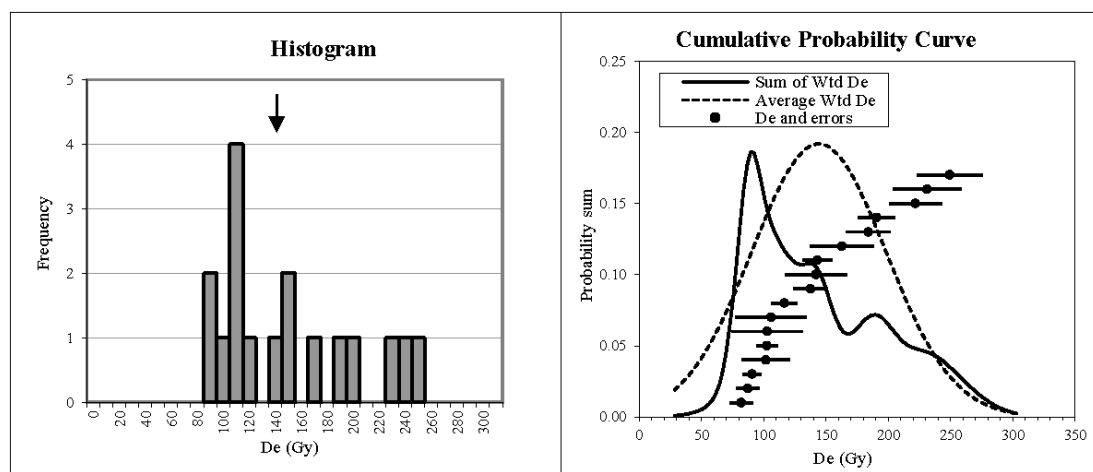 Histogram
5
4
3
2
1
0
Frequency
0
20
40
60
80
100
120
140
160
180
200
220
240
260
280
300
De (Gy)
Cumulative Probability Curve
0.25
0.20
0.15
0.10
0.05
0.00
Probability sum
Sum of Wtd De
Average Wtd De
De and errors
0 50 100 150 200 250 300 350
De (Gy)